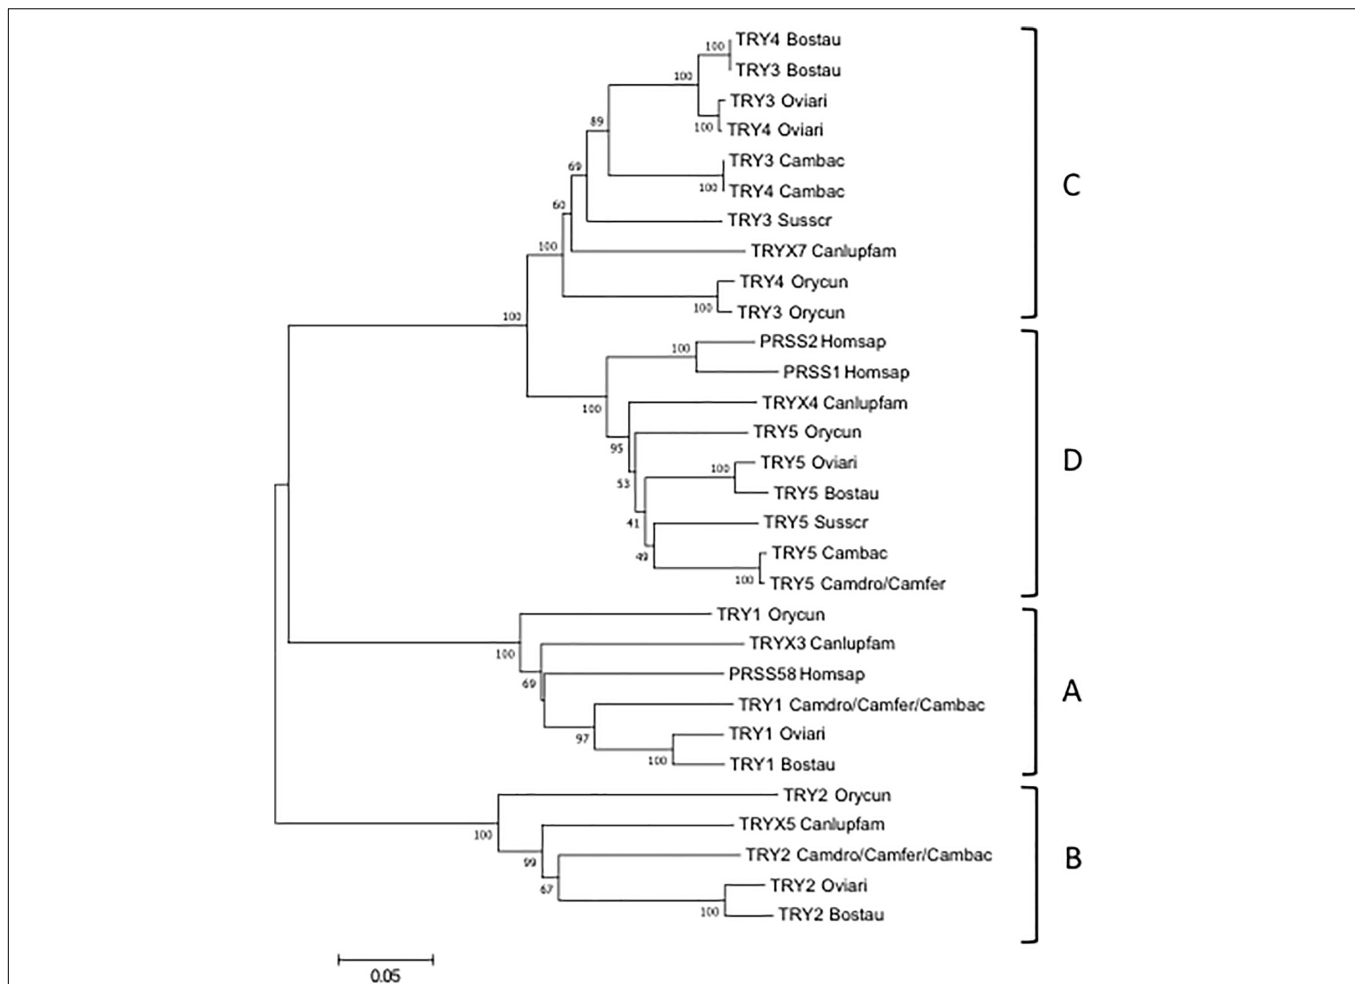 100
TRY4 Bostau
TRY3 Bostau
100
TRY3 Oviari
100
TRY4 Oviari
89
TRY3 Cambac
100
TRY4 Cambac
69
TRY3 Susscr
60
TRYX7 Canlupfam
100
TRY4 Orycun
100
TRY3 Orycun
C
100
PRSS2 Homsap
100
PRSS1 Homsap
100
TRYX4 Canlupfam
95
TRY5 Orycun
53
TRY5 Oviari
100
TRY5 Bostau
41
TRY5 Susscr
49
TRY5 Cambac
100
TRY5 Camdro/Camfer
D
TRY1 Orycun
100
TRYX3 Canlupfam
69
PRSS58 Homsap
TRY1 Camdro/Camfer/Cambac
97
TRY1 Oviari
100
TRY1 Bostau
A
TRY2 Orycun
100
TRYX5 Canlupfam
99
TRY2 Camdro/Camfer/Cambac
67
TRY2 Oviari
100
TRY2 Bostau
B
0.05